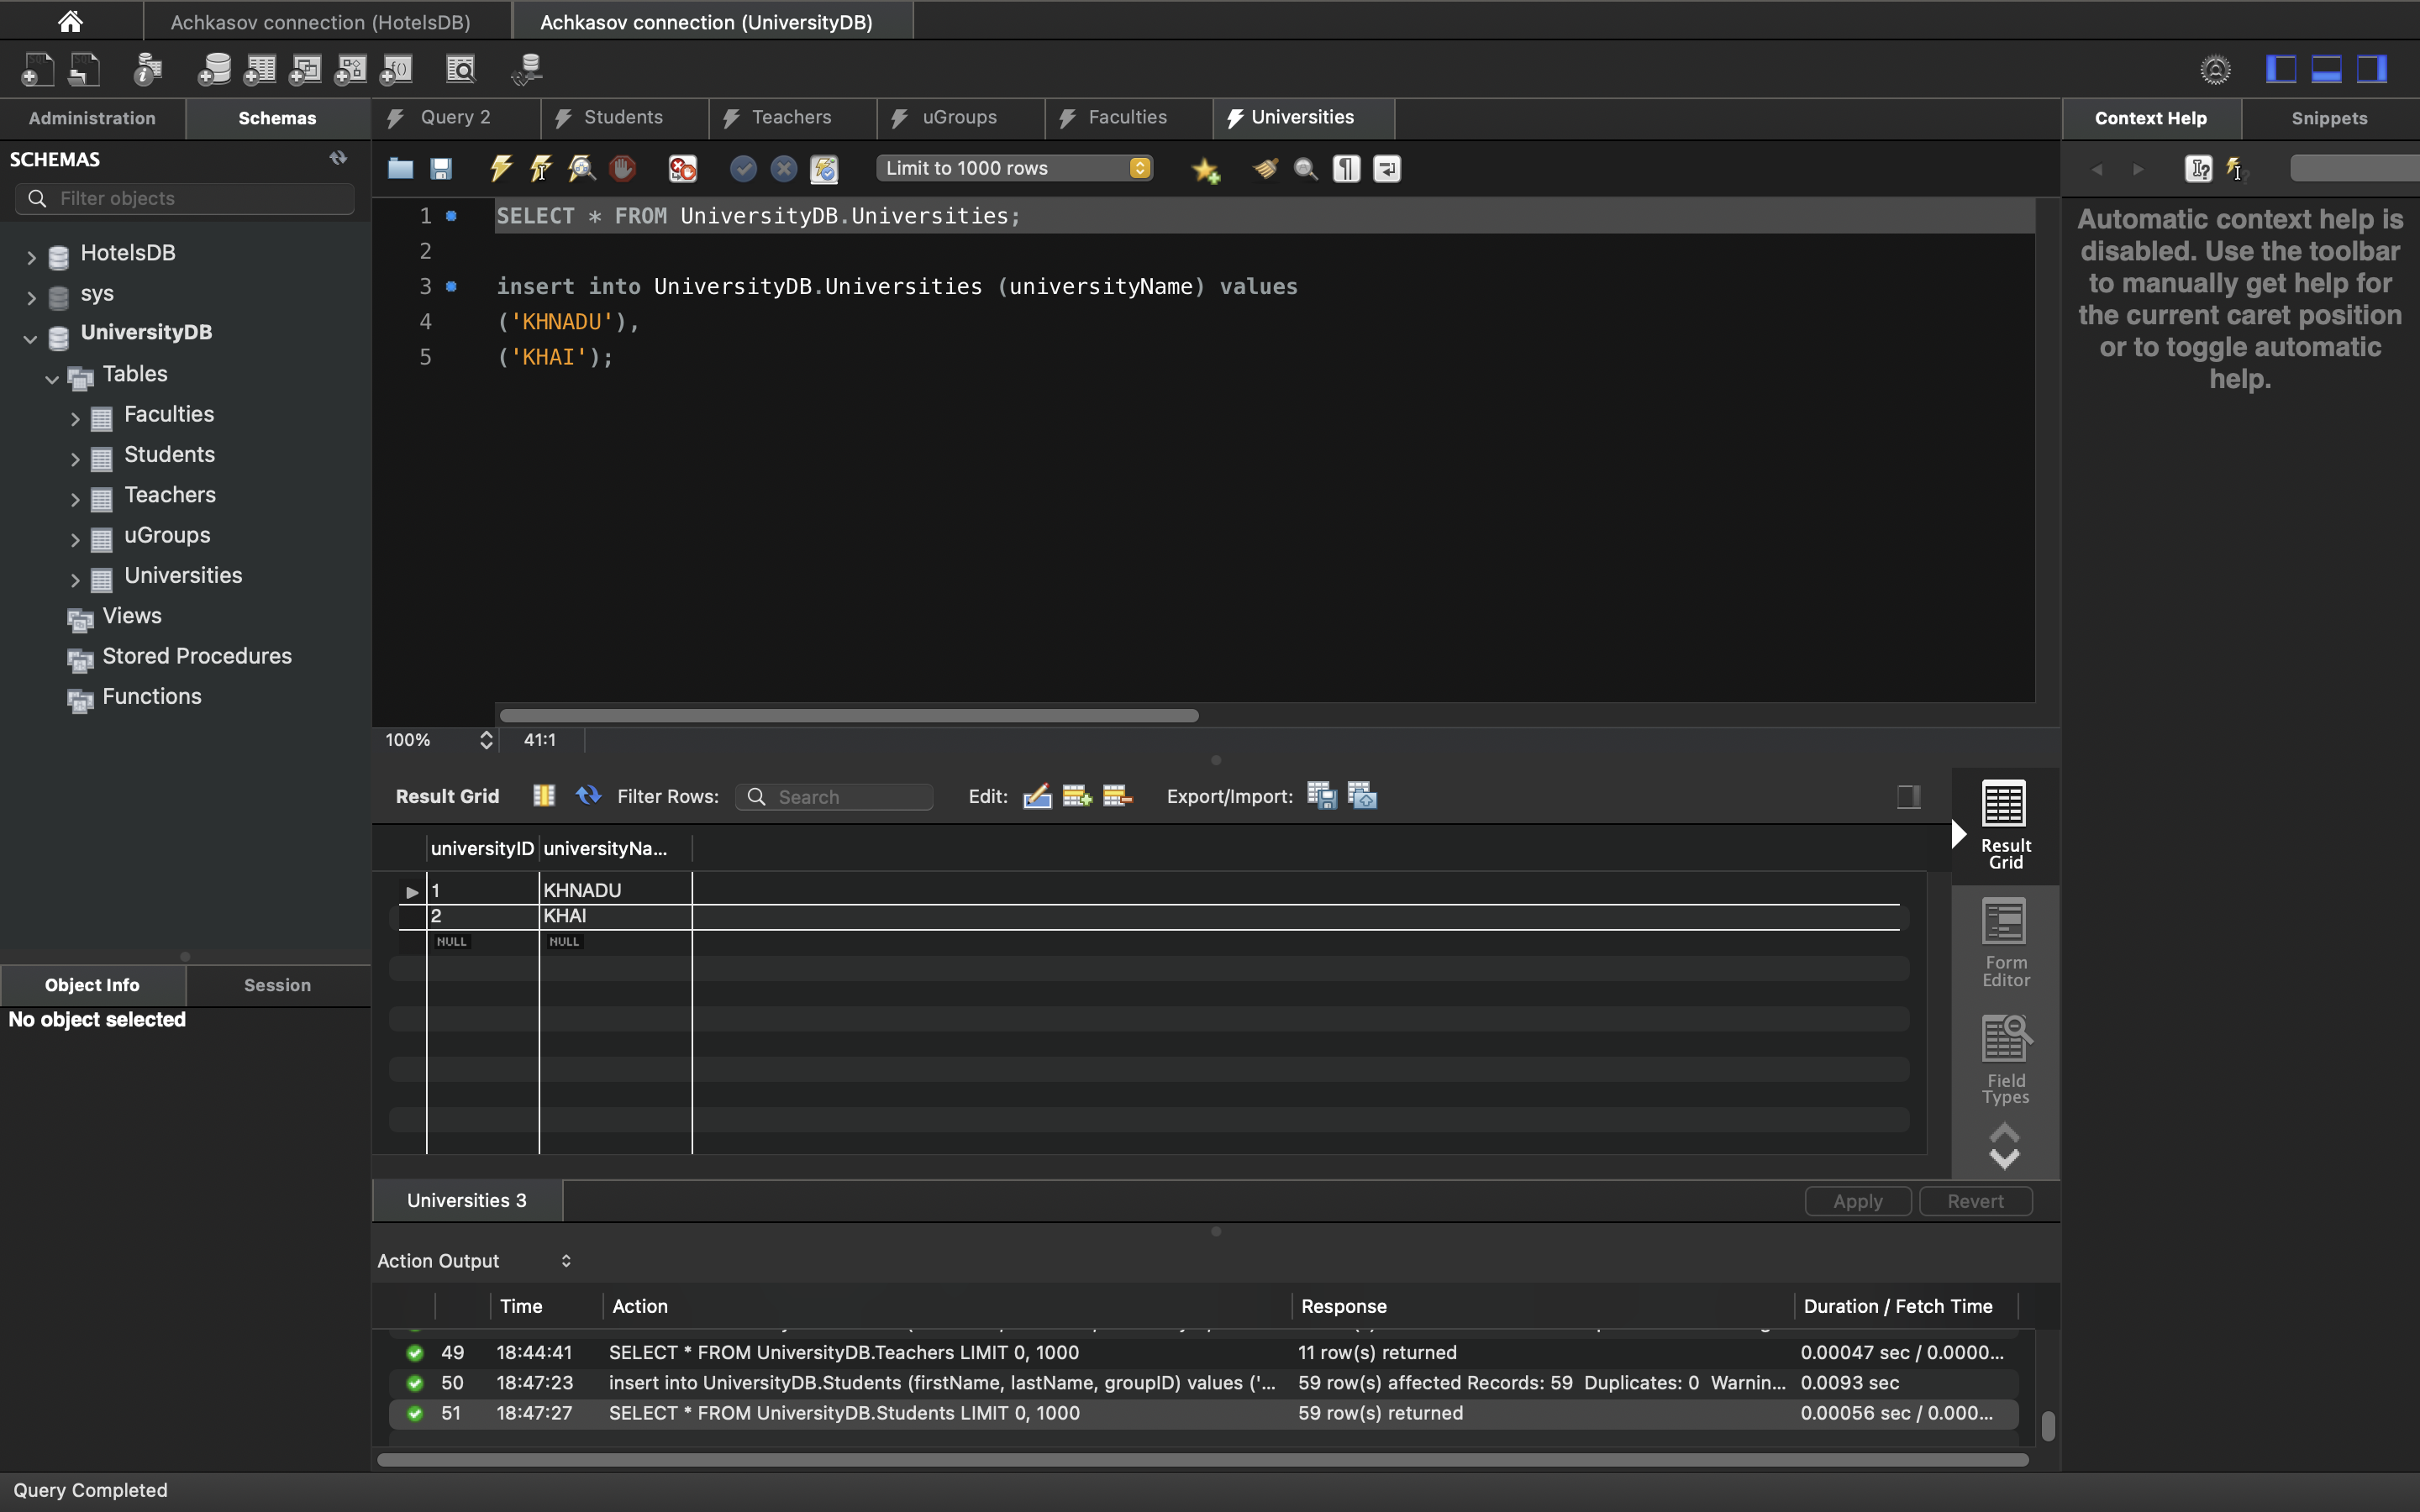 Achkasov connection (HotelsDB)
Achkasov connection (UniversityDB)
Administration
Schemas
Query 2
Students
Teachers
uGroups
Faculties
Universities
Context Help
Snippets
SCHEMAS
Filter objects
HotelsDB
sys
UniversityDB
Tables
Faculties
Students
Teachers
uGroups
Universities
Views
Stored Procedures
Functions
Object Info
Session
No object selected
Limit to 1000 rows
1 SELECT * FROM UniversityDB.Universities;
2
3 insert into UniversityDB.Universities (universityName) values
4 ('KHNADU'),
5 ('KHAI');
Automatic context help is
disabled. Use the toolbar
to manually get help for
the current caret position
or to toggle automatic
help.
100%
41:1
Result Grid
Filter Rows:
Search
Edit:
Export/Import:
universityID universityNa...
1 KHNADU
2 KHAI
NULL NULL
Result
Grid
Form
Editor
Field
Types
Universities 3
Apply
Revert
Action Output
Time Action Response Duration / Fetch Time
49 18:44:41 SELECT * FROM UniversityDB.Teachers LIMIT 0, 1000 11 row(s) returned 0.00047 sec / 0.0000...
50 18:47:23 insert into UniversityDB.Students (firstName, lastName, groupID) values ('... 59 row(s) affected Records: 59 Duplicates: 0 Warnin... 0.0093 sec
51 18:47:27 SELECT * FROM UniversityDB.Students LIMIT 0, 1000 59 row(s) returned 0.00056 sec / 0.000...
Query Completed